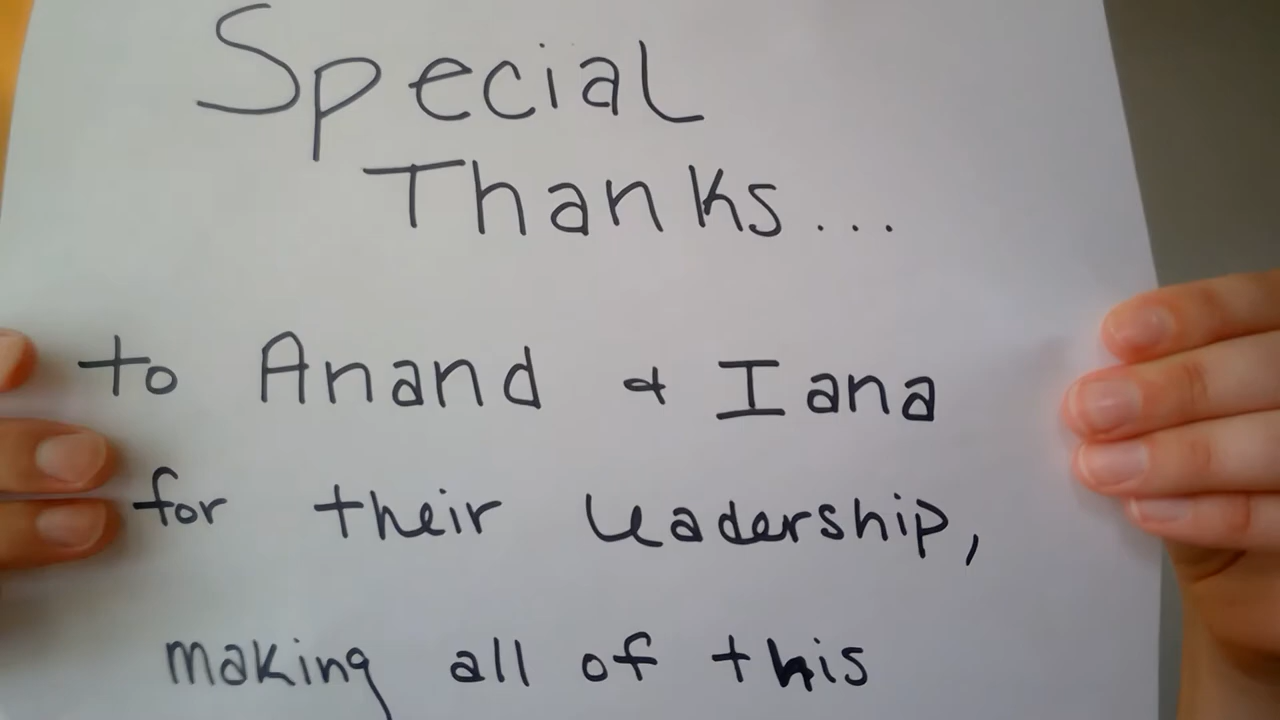 Special
Thanks...
to Anand & Iana
for their leadership,
making all of this